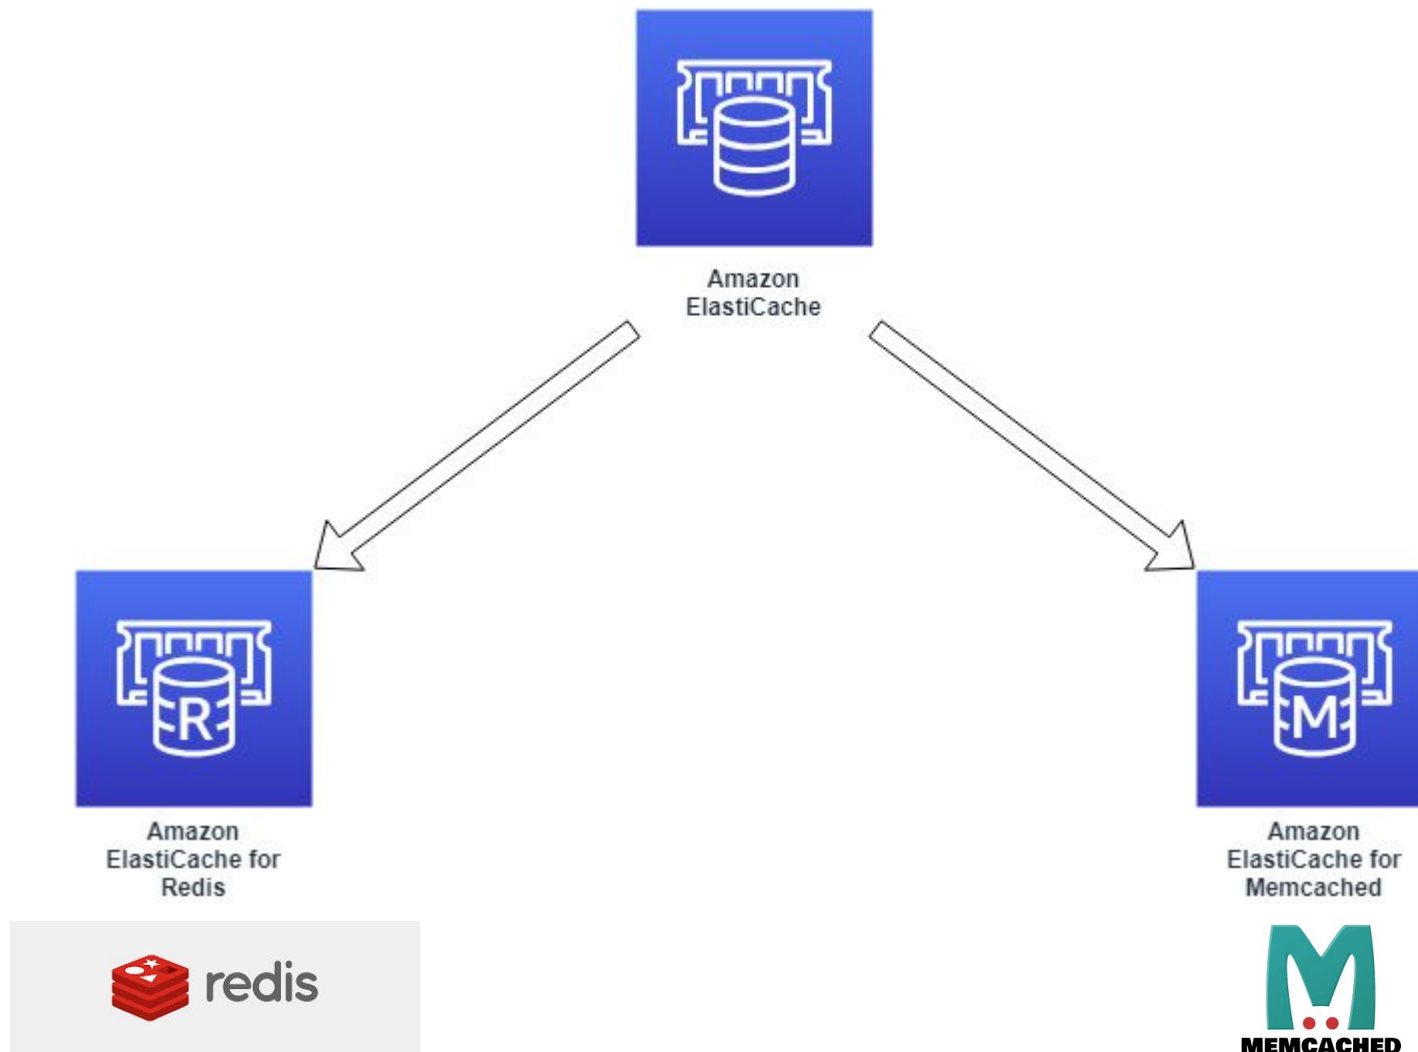 Amazon
ElastiCache
R
M
Amazon
ElastiCache for
Redis
Amazon
ElastiCache for
Memcached
redis
MEMCACHED